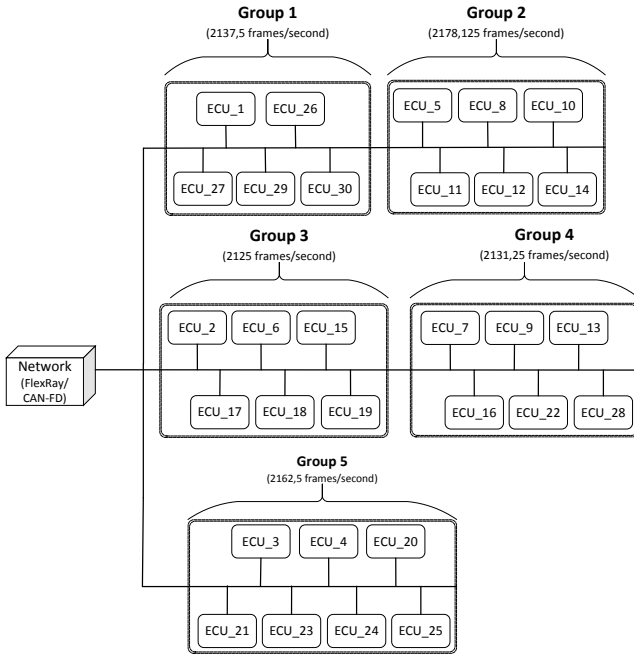 Group 1
(2137,5 frames/second)
Group 2
(2178,125 frames/second)
ECU_1
ECU_26
ECU_5
ECU_8
ECU_10
ECU_27
ECU_29
ECU_30
ECU_11
ECU_12
ECU_14
Group 3
(2125 frames/second)
Group 4
(2131,25 frames/second)
ECU_2
ECU_6
ECU_15
ECU_7
ECU_9
ECU_13
Network
(FlexRay/
CAN-FD)
ECU_17
ECU_18
ECU_19
ECU_16
ECU_22
ECU_28
Group 5
(2162,5 frames/second)
ECU_3
ECU_4
ECU_20
ECU_21
ECU_23
ECU_24
ECU_25